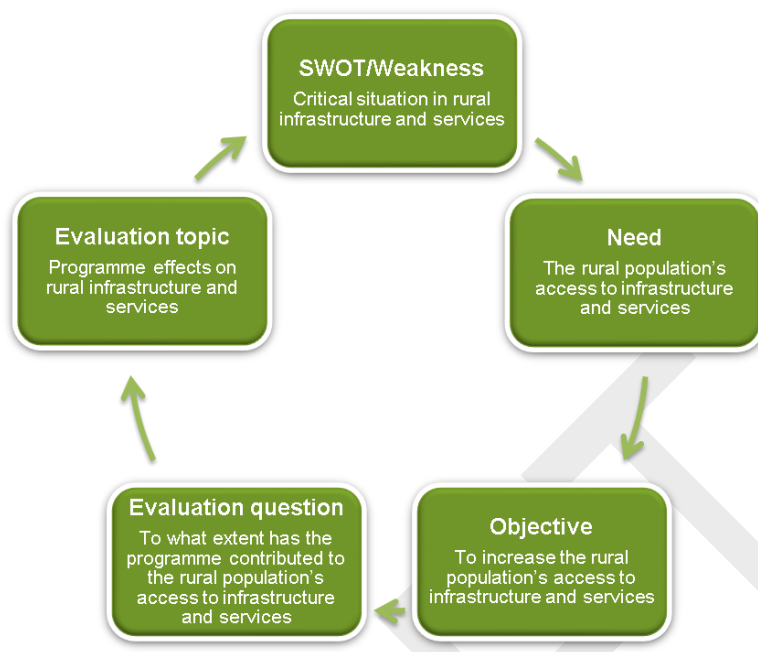 SWOT/Weakness
Critical situation in rural
infrastructure and services
Need
The rural population's
access to infrastructure
and services
Objective
To increase the rural
population's access to
infrastructure and services
Evaluation question
To what extent has the
programme contributed to
the rural population's
access to infrastructure
and services
Evaluation topic
Programme effects on
rural infrastructure and
services